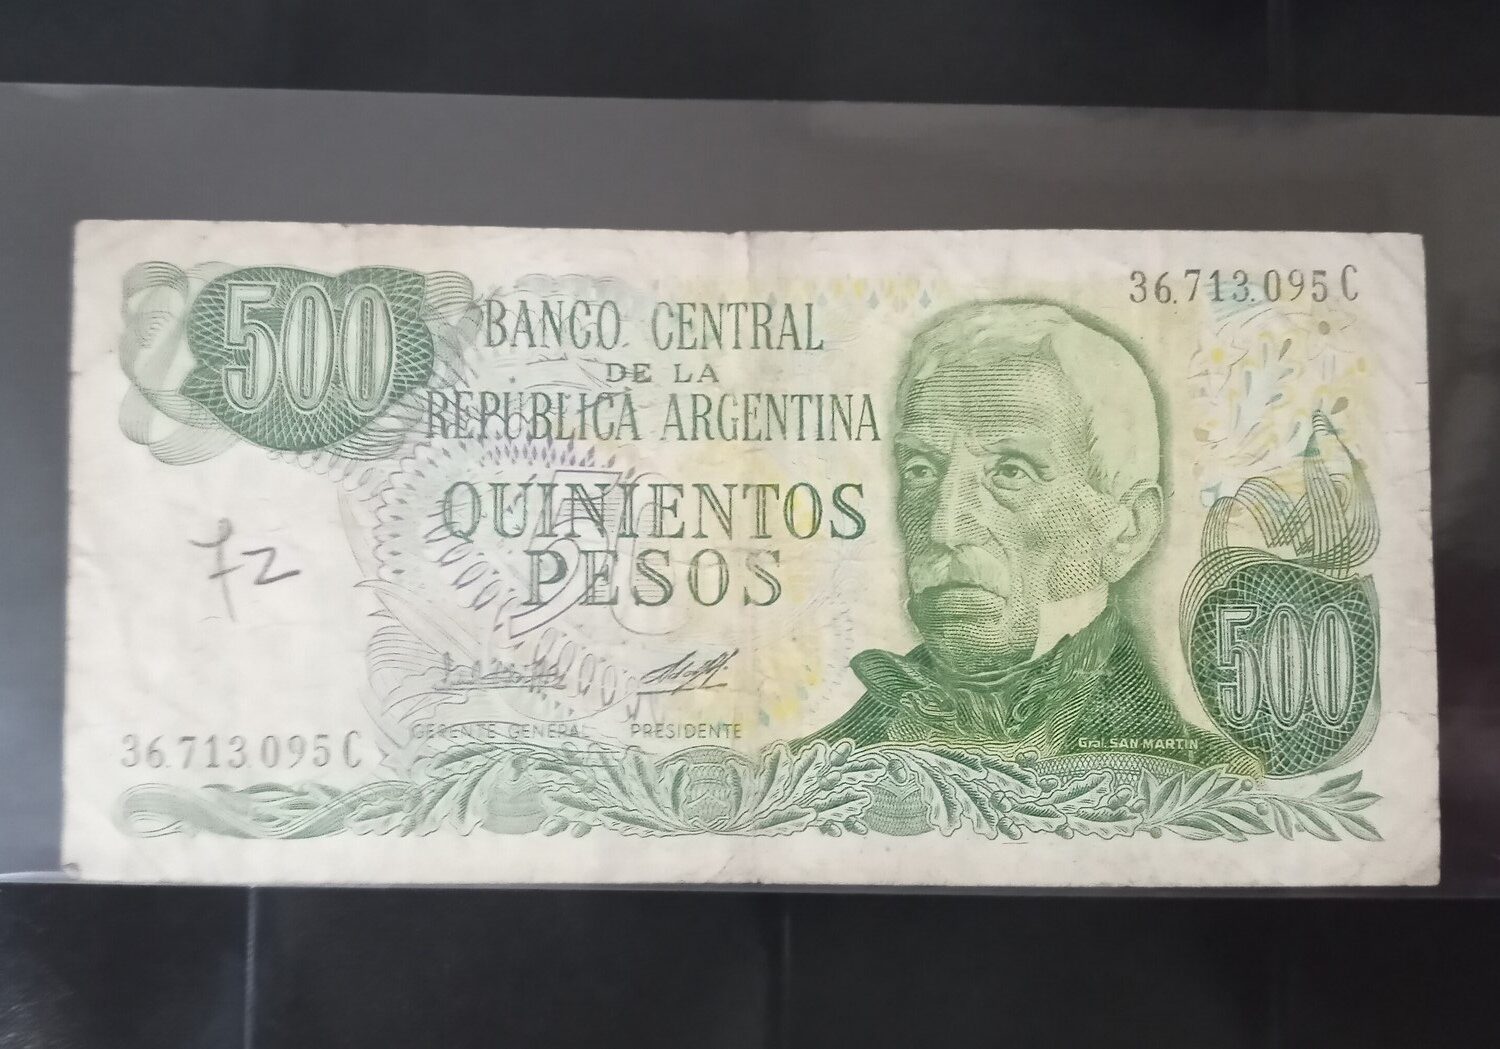 36.713.095 C
500
BANCO CENTRAL
DE LA
REPUBLICA ARGENTINA
QUINIENTOS
PESOS
500
GERENTE GENERAL PRESIDENTE
Gral. SAN MARTIN
36.713.095 C